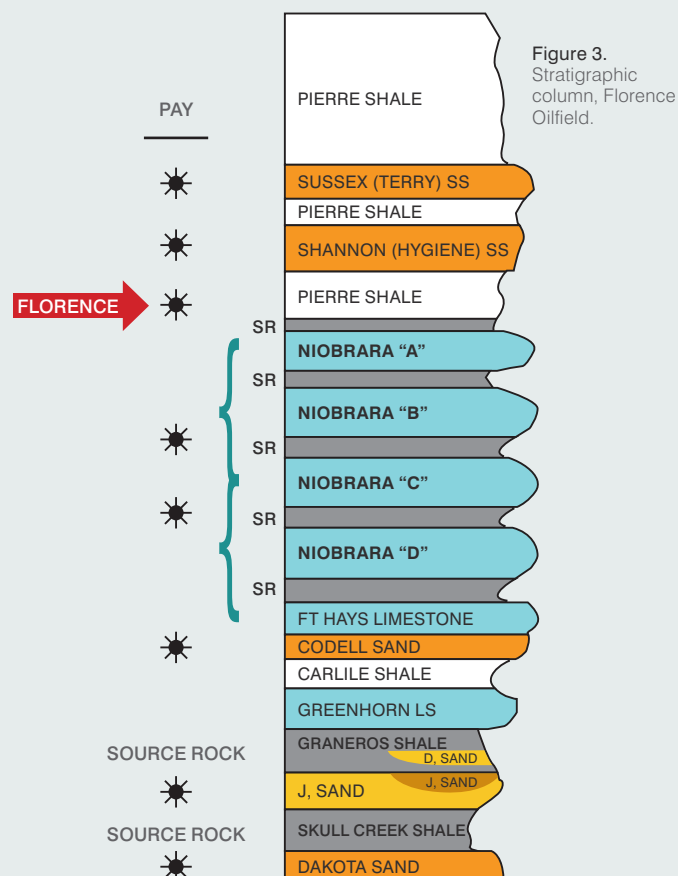 Figure 3.
Stratigraphic
column, Florence
Oilfield.
PAY
PIERRE SHALE
SUSSEX (TERRY) SS
PIERRE SHALE
SHANNON (HYGIENE) SS
FLORENCE
PIERRE SHALE
SR
NIOBRARA “A”
SR
NIOBRARA “B”
SR
NIOBRARA “C”
SR
NIOBRARA “D”
SR
FT HAYS LIMESTONE
CODELL SAND
CARLILE SHALE
GREENHORN LS
GRANEROS SHALE
SOURCE ROCK
D, SAND
J, SAND
J, SAND
SOURCE ROCK
SKULL CREEK SHALE
DAKOTA SAND